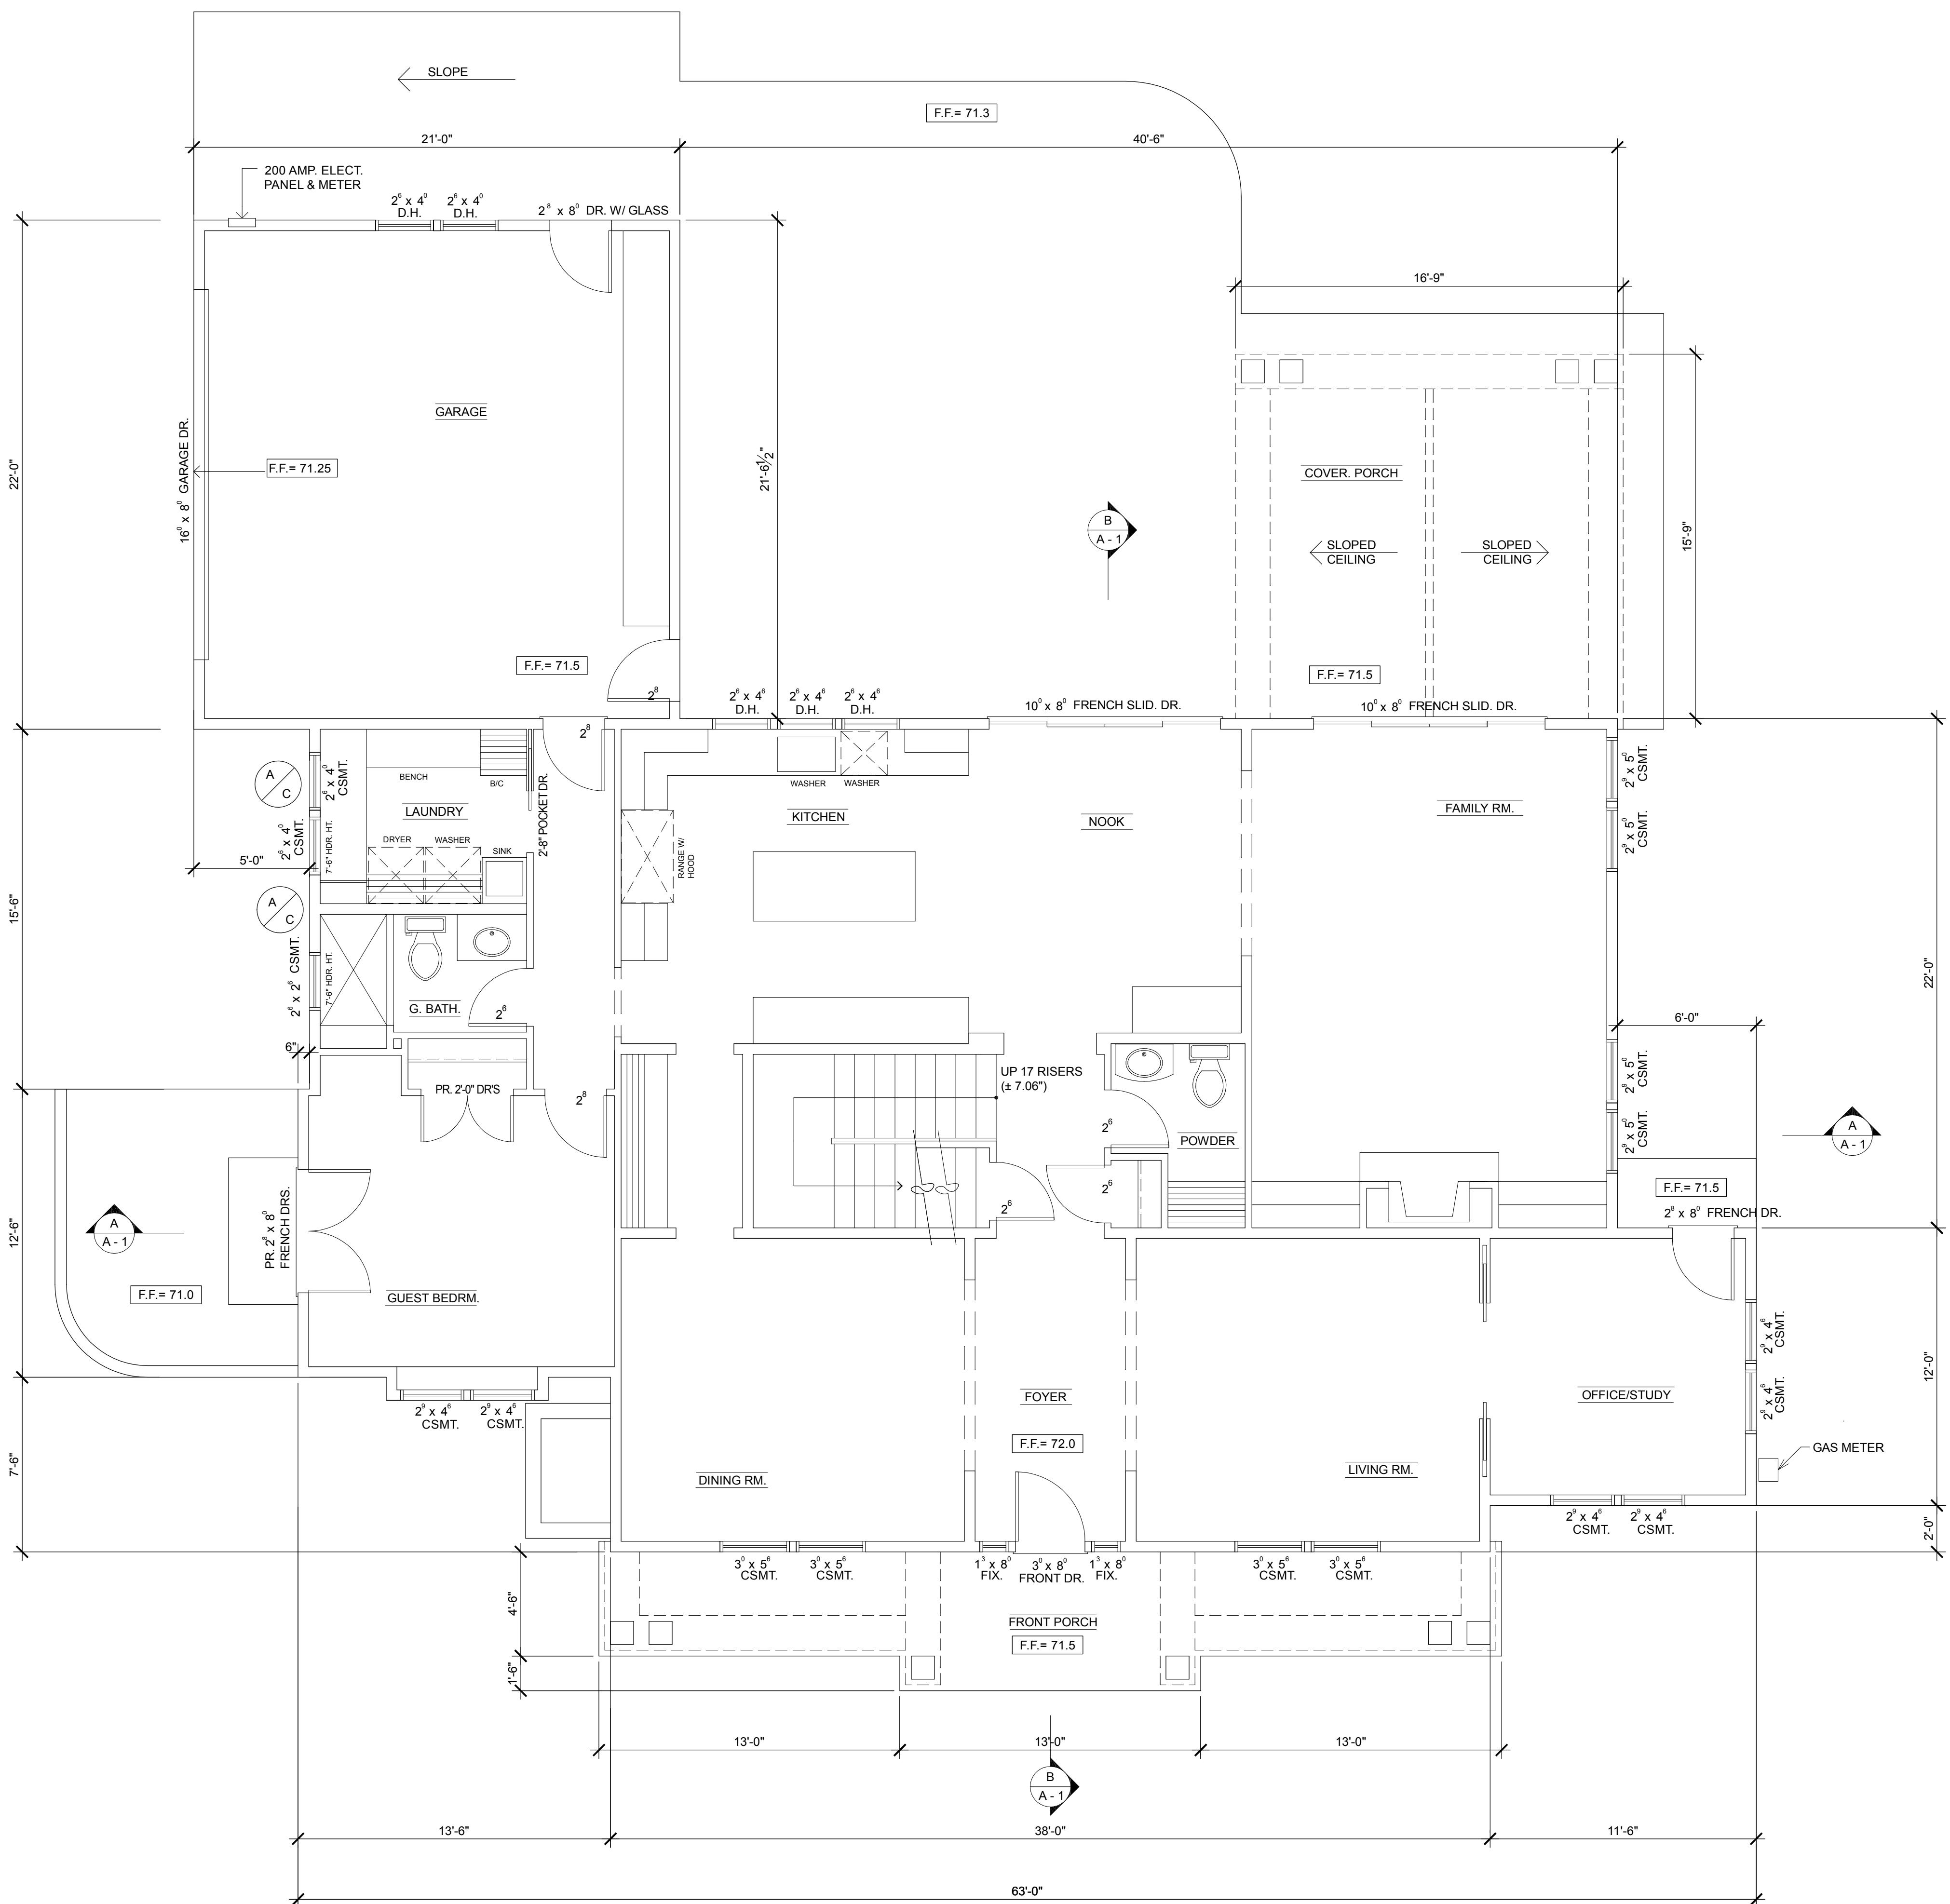 SLOPE
F.F.= 71.3
21'-0"
40'-6"
200 AMP. ELECT.
PANEL & METER
2⁶ x 4⁰
D.H.
2⁶ x 4⁰
D.H.
2⁸ x 8⁰ DR. W/ GLASS
16'-9"
22'-0"
16⁰ x 8⁰ GARAGE DR.
GARAGE
F.F.= 71.25
21'-6½"
COVER. PORCH
B
A - 1
SLOPED
CEILING
SLOPED
CEILING
15'-9"
F.F.= 71.5
2⁸
F.F.= 71.5
2⁶ x 4⁶
D.H.
2⁶ x 4⁶
D.H.
2⁶ x 4⁶
D.H.
10⁰ x 8⁰ FRENCH SLID. DR.
10⁰ x 8⁰ FRENCH SLID. DR.
2⁸
A
C
2⁶ x 4⁰
CSMT.
BENCH
B/C
2'-8" POCKET DR.
WASHER
WASHER
2⁹ x 5⁰
CSMT.
LAUNDRY
KITCHEN
NOOK
FAMILY RM.
2⁹ x 5⁰
CSMT.
2⁶ x 4⁰
CSMT.
7'-6" HDR. HT.
DRYER
WASHER
SINK
RANGE W/
HOOD
5'-0"
15'-6"
A
C
2⁶ x 2⁶ CSMT.
7'-6" HDR. HT.
G. BATH.
2⁶
22'-0"
6'-0"
6"
UP 17 RISERS
(± 7.06")
2⁹ x 5⁰
CSMT.
PR. 2'-0" DR'S
2⁸
2⁶
POWDER
2⁹ x 5⁰
CSMT.
A
A - 1
2⁶
2⁶
F.F.= 71.5
2⁸ x 8⁰ FRENCH DR.
12'-6"
A
A - 1
PR. 2⁸ x 8⁰
FRENCH DRS.
F.F.= 71.0
GUEST BEDRM.
2⁹ x 4⁶
CSMT.
12'-0"
FOYER
OFFICE/STUDY
2⁹ x 4⁶
CSMT.
2⁹ x 4⁶
CSMT.
2⁹ x 4⁶
CSMT.
F.F.= 72.0
GAS METER
7'-6"
DINING RM.
LIVING RM.
2⁹ x 4⁶
CSMT.
2⁹ x 4⁶
CSMT.
2'-0"
3⁰ x 5⁶
CSMT.
3⁰ x 5⁶
CSMT.
1³ x 8⁰
FIX.
3⁰ x 8⁰
FRONT DR.
1³ x 8⁰
FIX.
3⁰ x 5⁶
CSMT.
3⁰ x 5⁶
CSMT.
4'-6"
FRONT PORCH
F.F.= 71.5
1'-6"
13'-0"
13'-0"
13'-0"
B
A - 1
13'-6"
38'-0"
11'-6"
63'-0"